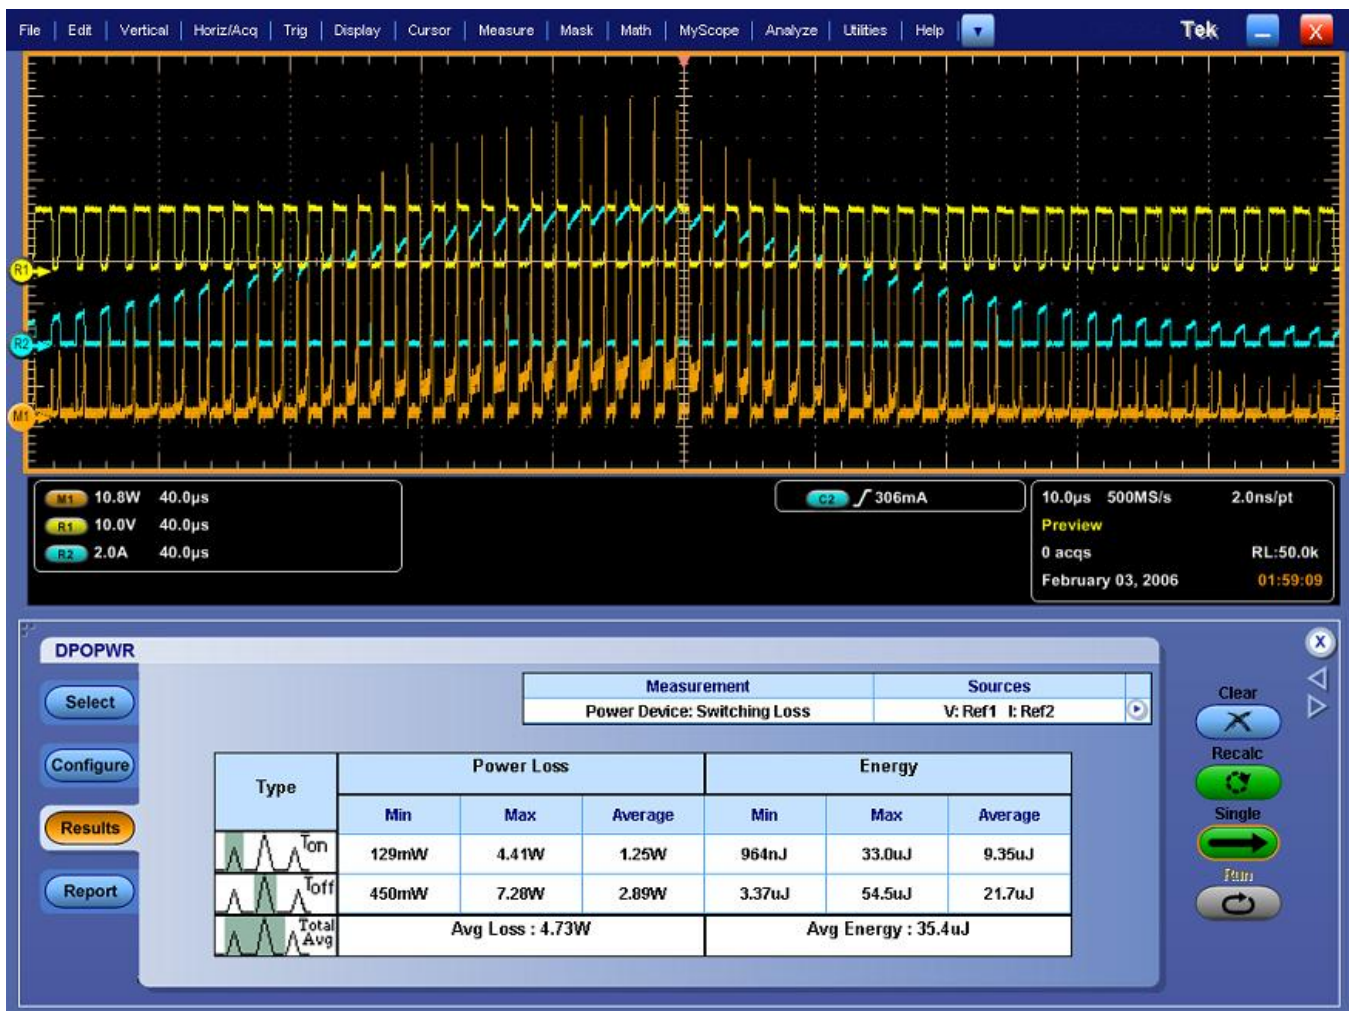 File | Edit | Vertical | Horiz/Acq | Trig | Display | Cursor | Measure | Mask | Math | MyScope | Analyze | Utilities | Help Tek X
R1
R2
M1
M1 10.8W 40.0µs
R1 10.0V 40.0µs
R2 2.0A 40.0µs
C2 306mA
10.0µs 500MS/s 2.0ns/pt
Preview
0 acqs RL:50.0k
February 03, 2006 01:59:09
DPOPWR
X
Select
Configure
Results
Report
Measurement Sources
Power Device: Switching Loss V: Ref1 I: Ref2
Type Power Loss Energy
Min Max Average Min Max Average
Ton 129mW 4.41W 1.25W 964nJ 33.0uJ 9.35uJ
Toff 450mW 7.28W 2.89W 3.37uJ 54.5uJ 21.7uJ
Total Avg Avg Loss : 4.73W Avg Energy : 35.4uJ
Clear
Recalc
Single
Run